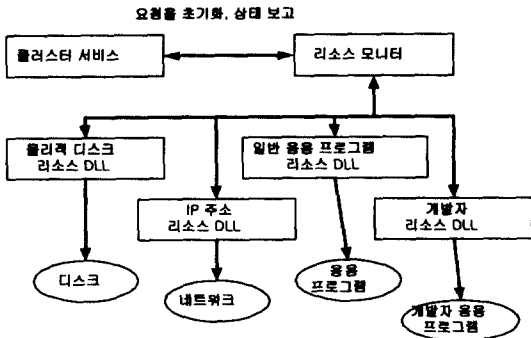 요청을 초기화, 상태 보고
클러스터 서비스
리소스 모니터
물리적 디스크
리소스 DLL
일반 응용 프로그램
리소스 DLL
IP 주소
리소스 DLL
개발자
리소스 DLL
디스크
네트워크
응용
프로그램
개발자 응용
프로그램